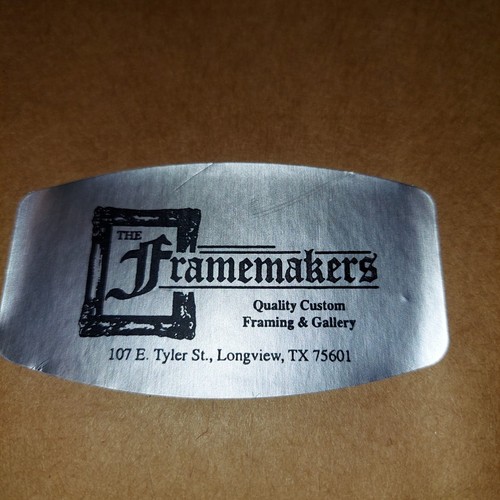 THE
Framemakers
Quality Custom
Framing & Gallery
107 E. Tyler St., Longview, TX 75601